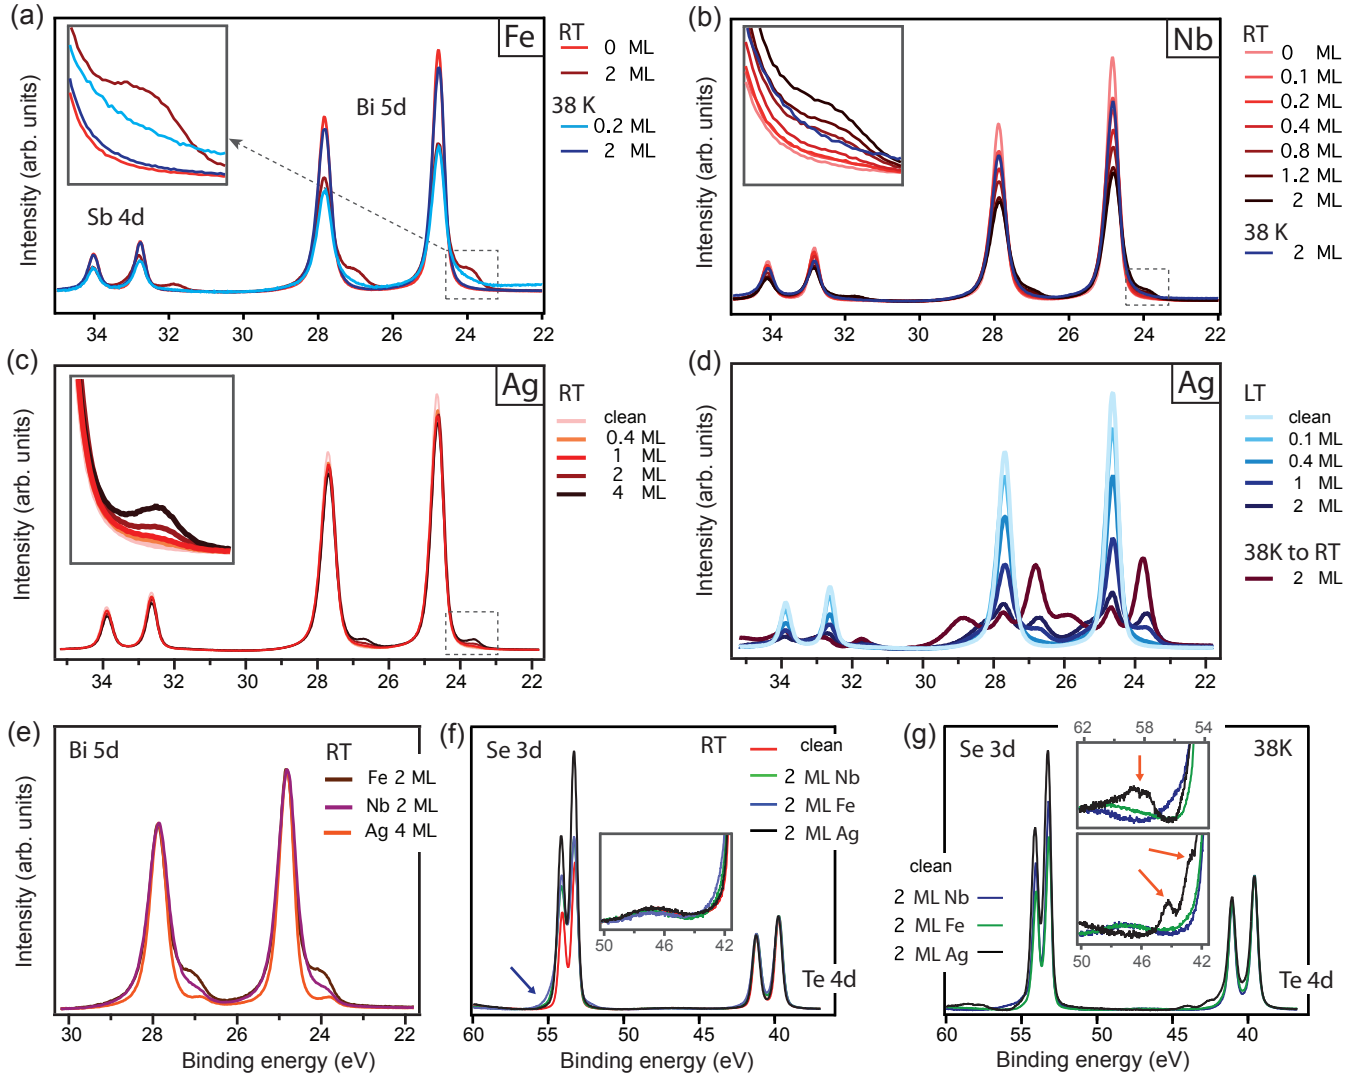 (a)
Fe
RT
0 ML
2 ML
38 K
0.2 ML
2 ML
Bi 5d
Sb 4d
Intensity (arb. units)
34 32 30 28 26 24 22
(b)
Nb
RT
0 ML
0.1 ML
0.2 ML
0.4 ML
0.8 ML
1.2 ML
2 ML
38 K
2 ML
Intensity (arb. units)
34 32 30 28 26 24 22
(c)
Ag
RT
clean
0.4 ML
1 ML
2 ML
4 ML
Intensity (arb. units)
34 32 30 28 26 24 22
(d)
Ag
LT
clean
0.1 ML
0.4 ML
1 ML
2 ML
38K to RT
2 ML
Intensity (arb. units)
34 32 30 28 26 24 22
(e)
Bi 5d
RT
Fe 2 ML
Nb 2 ML
Ag 4 ML
Intensity (arb. units)
30 28 26 24 22
Binding energy (eV)
(f)
Se 3d
RT
clean
2 ML Nb
2 ML Fe
2 ML Ag
50 46 42
Te 4d
60 55 50 45 40
Binding energy (eV)
(g)
Se 3d
38K
62 58 54
clean
2 ML Nb
2 ML Fe
2 ML Ag
50 46 42
Te 4d
60 55 50 45 40
Binding energy (eV)